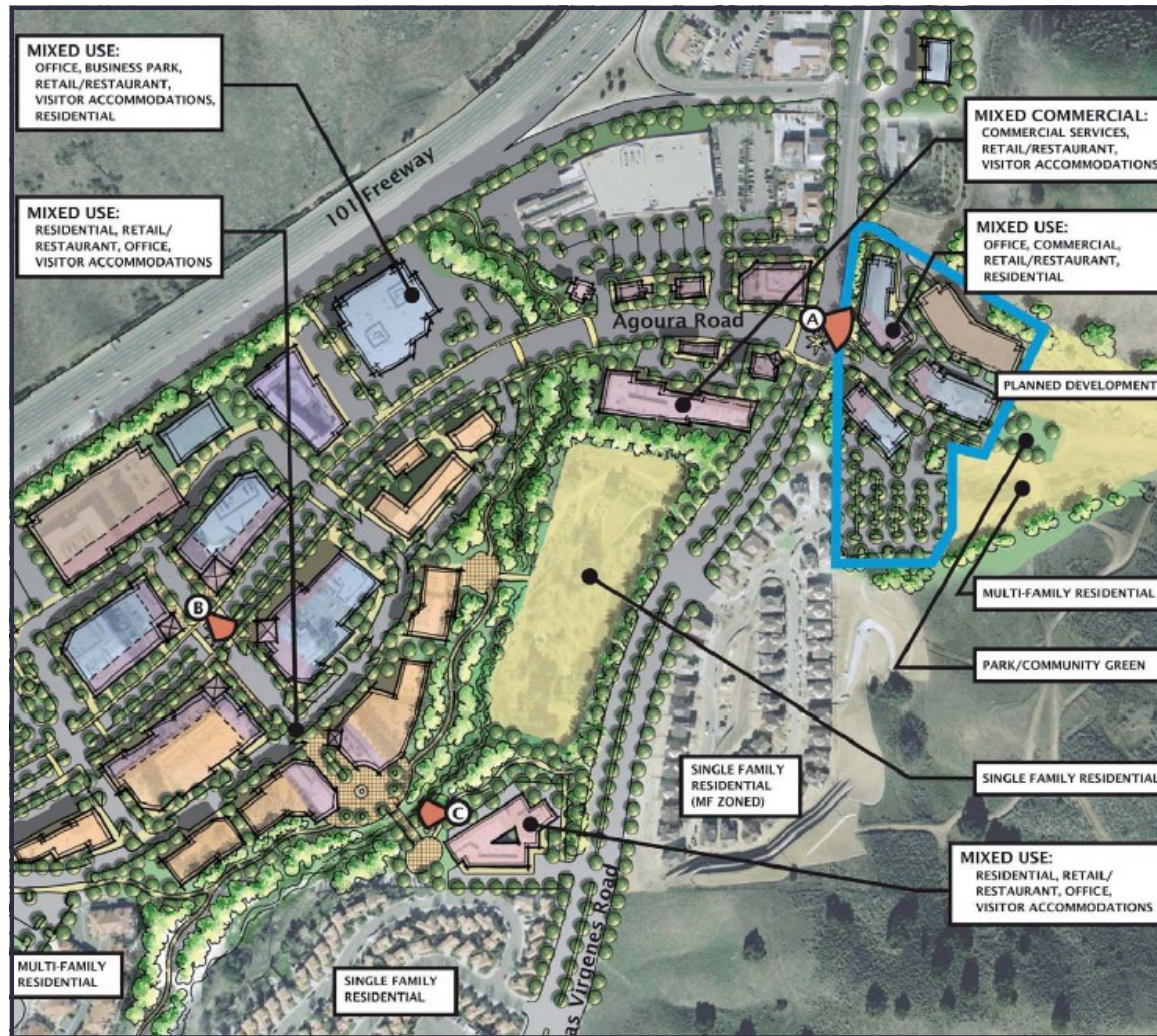 MIXED USE:
OFFICE, BUSINESS PARK,
RETAIL/RESTAURANT,
VISITOR ACCOMMODATIONS,
RESIDENTIAL
MIXED COMMERCIAL:
COMMERCIAL SERVICES,
RETAIL/RESTAURANT,
VISITOR ACCOMMODATIONS
101 Freeway
MIXED USE:
RESIDENTIAL, RETAIL/
RESTAURANT, OFFICE,
VISITOR ACCOMMODATIONS
MIXED USE:
OFFICE, COMMERCIAL,
RETAIL/RESTAURANT,
RESIDENTIAL
Agoura Road
A
PLANNED DEVELOPMENT
B
MULTI-FAMILY RESIDENTIAL
PARK/COMMUNITY GREEN
SINGLE FAMILY
RESIDENTIAL
(MF ZONED)
SINGLE FAMILY RESIDENTIAL
C
MIXED USE:
RESIDENTIAL, RETAIL/
RESTAURANT, OFFICE,
VISITOR ACCOMMODATIONS
as Virgenes Road
MULTI-FAMILY
RESIDENTIAL
SINGLE FAMILY
RESIDENTIAL